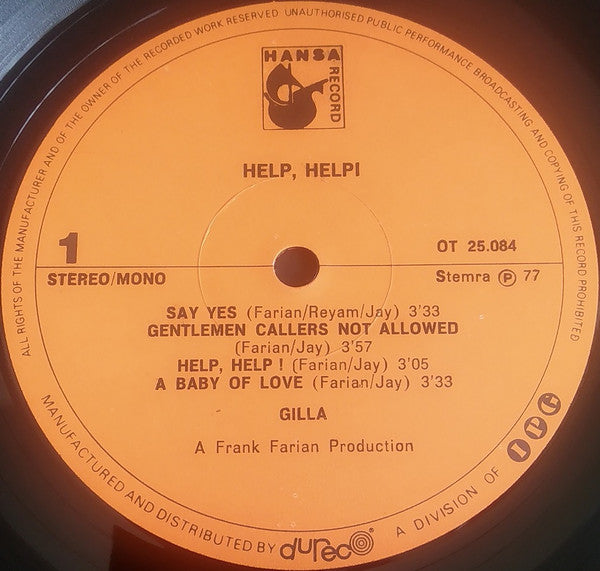 ALL RIGHTS OF THE MANUFACTURER AND OF THE OWNER OF THE RECORDED WORK RESERVED UNAUTHORISED PUBLIC PERFORMANCE BROADCASTING AND COPYING OF THIS RECORD PROHIBITED
HANSA
RECORD
HELP, HELP!
1
OT 25.084
STEREO/MONO
Stemra Ⓟ 77
SAY YES (Farian/Reyam/Jay) 3'33
GENTLEMEN CALLERS NOT ALLOWED
(Farian/Jay) 3'57
HELP, HELP ! (Farian/Jay) 3'05
A BABY OF LOVE (Farian/Jay) 3'33
GILLA
A Frank Farian Production
MANUFACTURED AND DISTRIBUTED BY dureco A DIVISION OF IPG